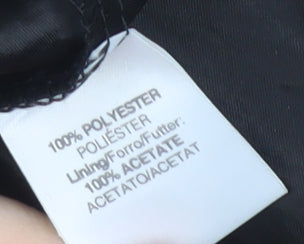 100% POLYESTER
POLIÉSTER
Lining/Forro/Futter:
100% ACETATE
ACETATO/ACETAT